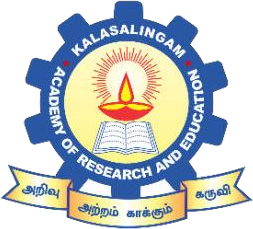 KALASALINGAM
ACADEMY OF RESEARCH AND EDUCATION
அறிவு
அற்றம் காக்கும்
கருவி